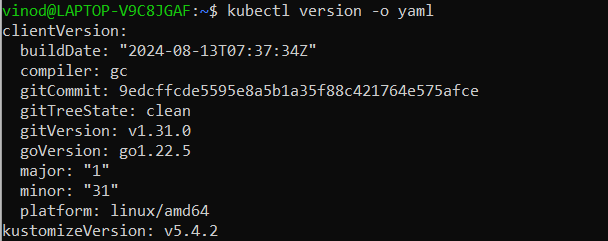 vinod@LAPTOP-V9C83GAF:~$ kubectl version -o yaml
clientVersion:
  buildDate: "2024-08-13T07:37:34Z"
  compiler: gc
  gitCommit: 9edcffcde5595e8a5b1a35f88c421764e575afce
  gitTreeState: clean
  gitVersion: v1.31.0
  goVersion: go1.22.5
  major: "1"
  minor: "31"
  platform: linux/amd64
kustomizeVersion: v5.4.2